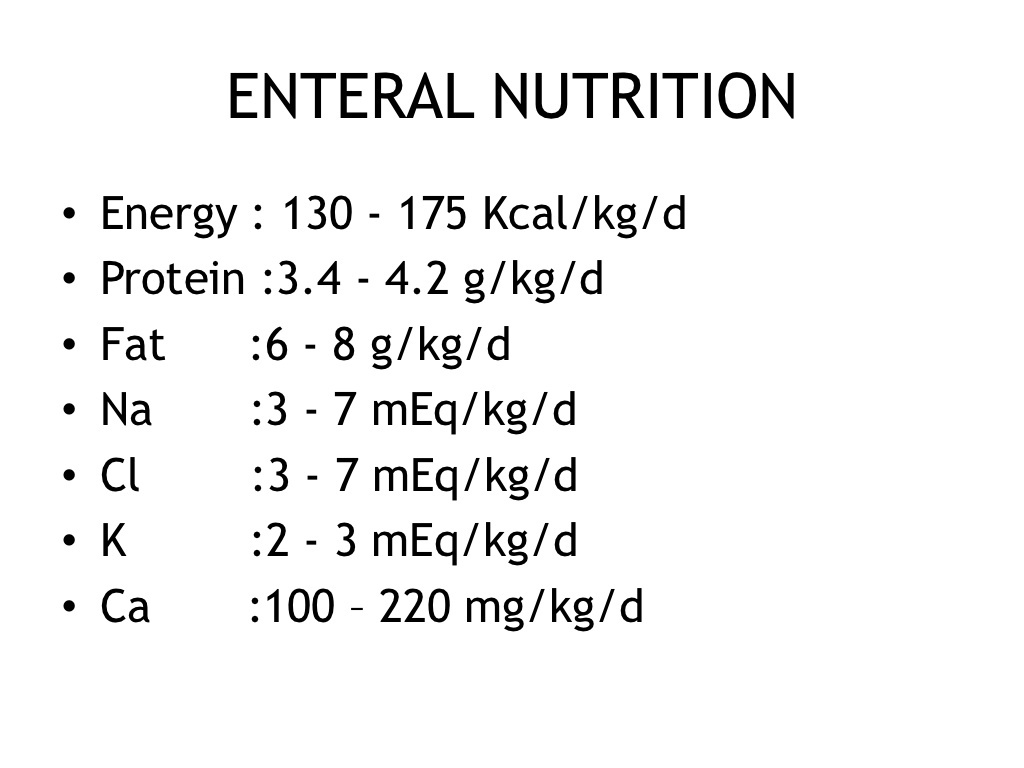 ENTERAL NUTRITION
• Energy : 130 - 175 Kcal/kg/d
• Protein :3.4 - 4.2 g/kg/d
• Fat :6 - 8 g/kg/d
• Na :3 - 7 mEq/kg/d
• Cl :3 - 7 mEq/kg/d
• K :2 - 3 mEq/kg/d
• Ca :100 – 220 mg/kg/d